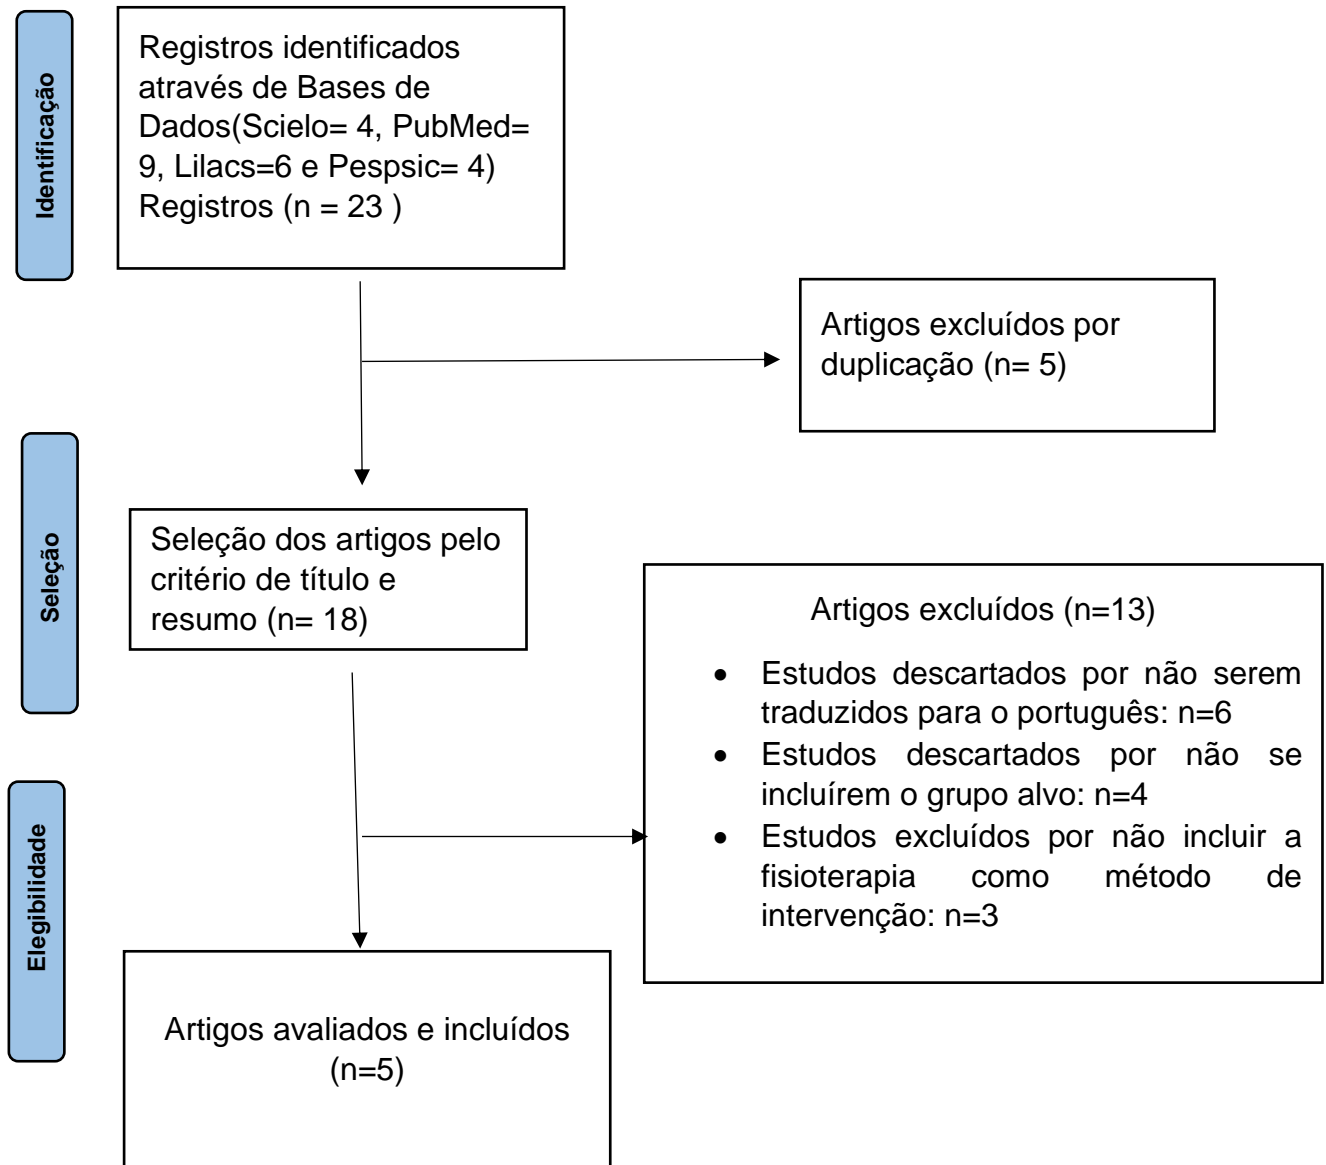 Identificação
Registros identificados
através de Bases de
Dados(Scielo= 4, PubMed=
9, Lilacs=6 e Pespsic= 4)
Registros (n = 23 )
Artigos excluídos por
duplicação (n= 5)
Seleção
Seleção dos artigos pelo
critério de título e
resumo (n= 18)
Artigos excluídos (n=13)
• Estudos descartados por não serem
traduzidos para o português: n=6
• Estudos descartados por não se
incluírem o grupo alvo: n=4
• Estudos excluídos por não incluir a
fisioterapia como método de
intervenção: n=3
Elegibilidade
Artigos avaliados e incluídos
(n=5)